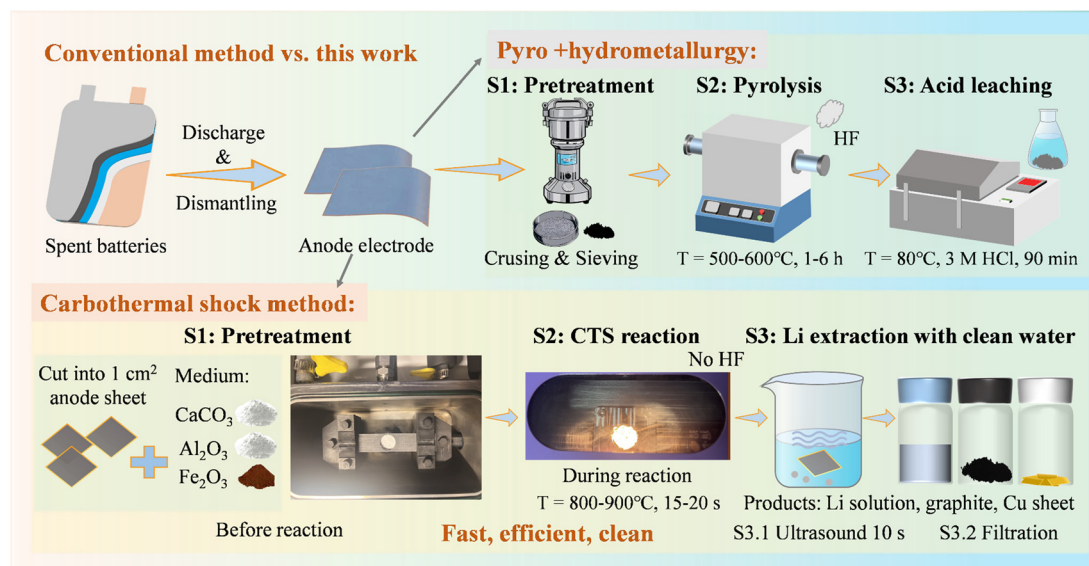 Conventional method vs. this work
Pyro +hydrometallurgy:
S1: Pretreatment
S2: Pyrolysis
S3: Acid leaching
Discharge
&
Dismantling
HF
Spent batteries
Anode electrode
Crusing & Sieving
T = 500-600℃, 1-6 h
T = 80℃, 3 M HCl, 90 min
Carbothermal shock method:
S1: Pretreatment
S2: CTS reaction
S3: Li extraction with clean water
No HF
Cut into 1 cm²
anode sheet
Medium:
CaCO₃
Al₂O₃
Fe₂O₃
Before reaction
During reaction
T = 800-900℃, 15-20 s
Products: Li solution, graphite, Cu sheet
Fast, efficient, clean
S3.1 Ultrasound 10 s
S3.2 Filtration